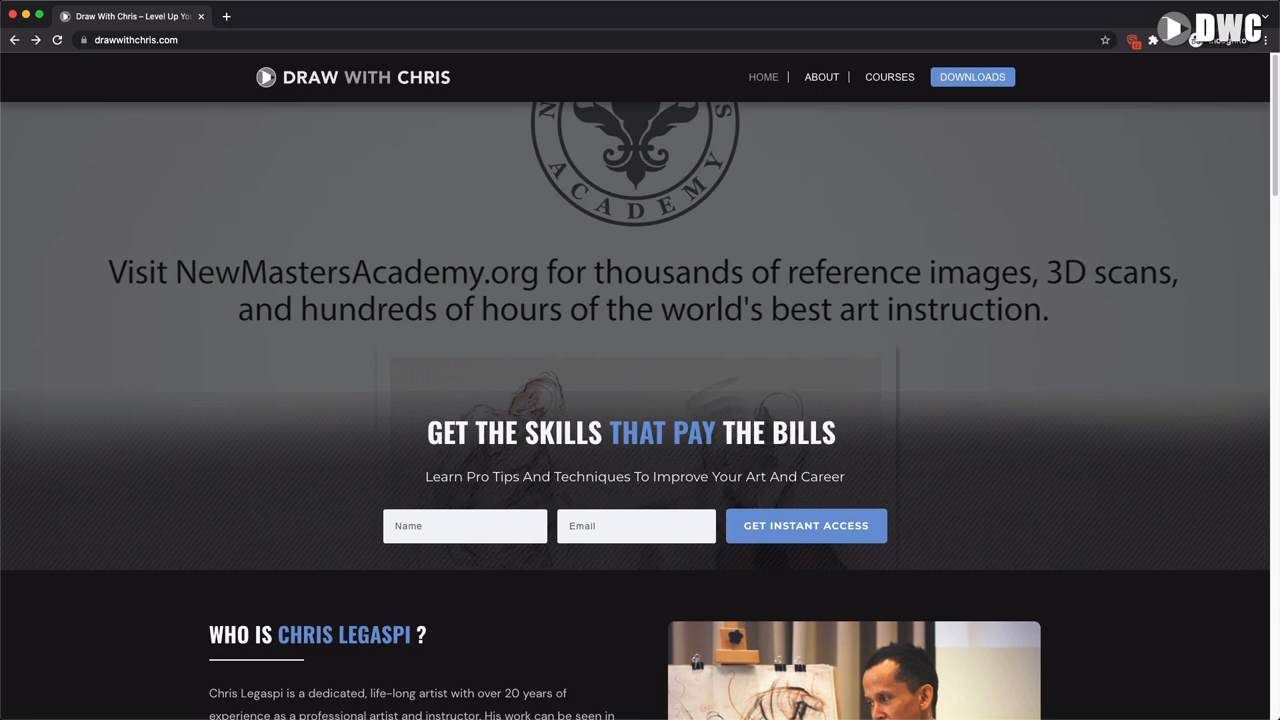 Draw With Chris – Level Up You
DWC
drawwithchris.com
DRAW WITH CHRIS
HOME
ABOUT
COURSES
DOWNLOADS
N S
ACADEMY
Visit NewMastersAcademy.org for thousands of reference images, 3D scans,
and hundreds of hours of the world's best art instruction.
GET THE SKILLS THAT PAY THE BILLS
Learn Pro Tips And Techniques To Improve Your Art And Career
Name
Email
GET INSTANT ACCESS
WHO IS CHRIS LEGASPI ?
Chris Legaspi is a dedicated, life-long artist with over 20 years of
experience as a professional artist and instructor. His work can be seen in